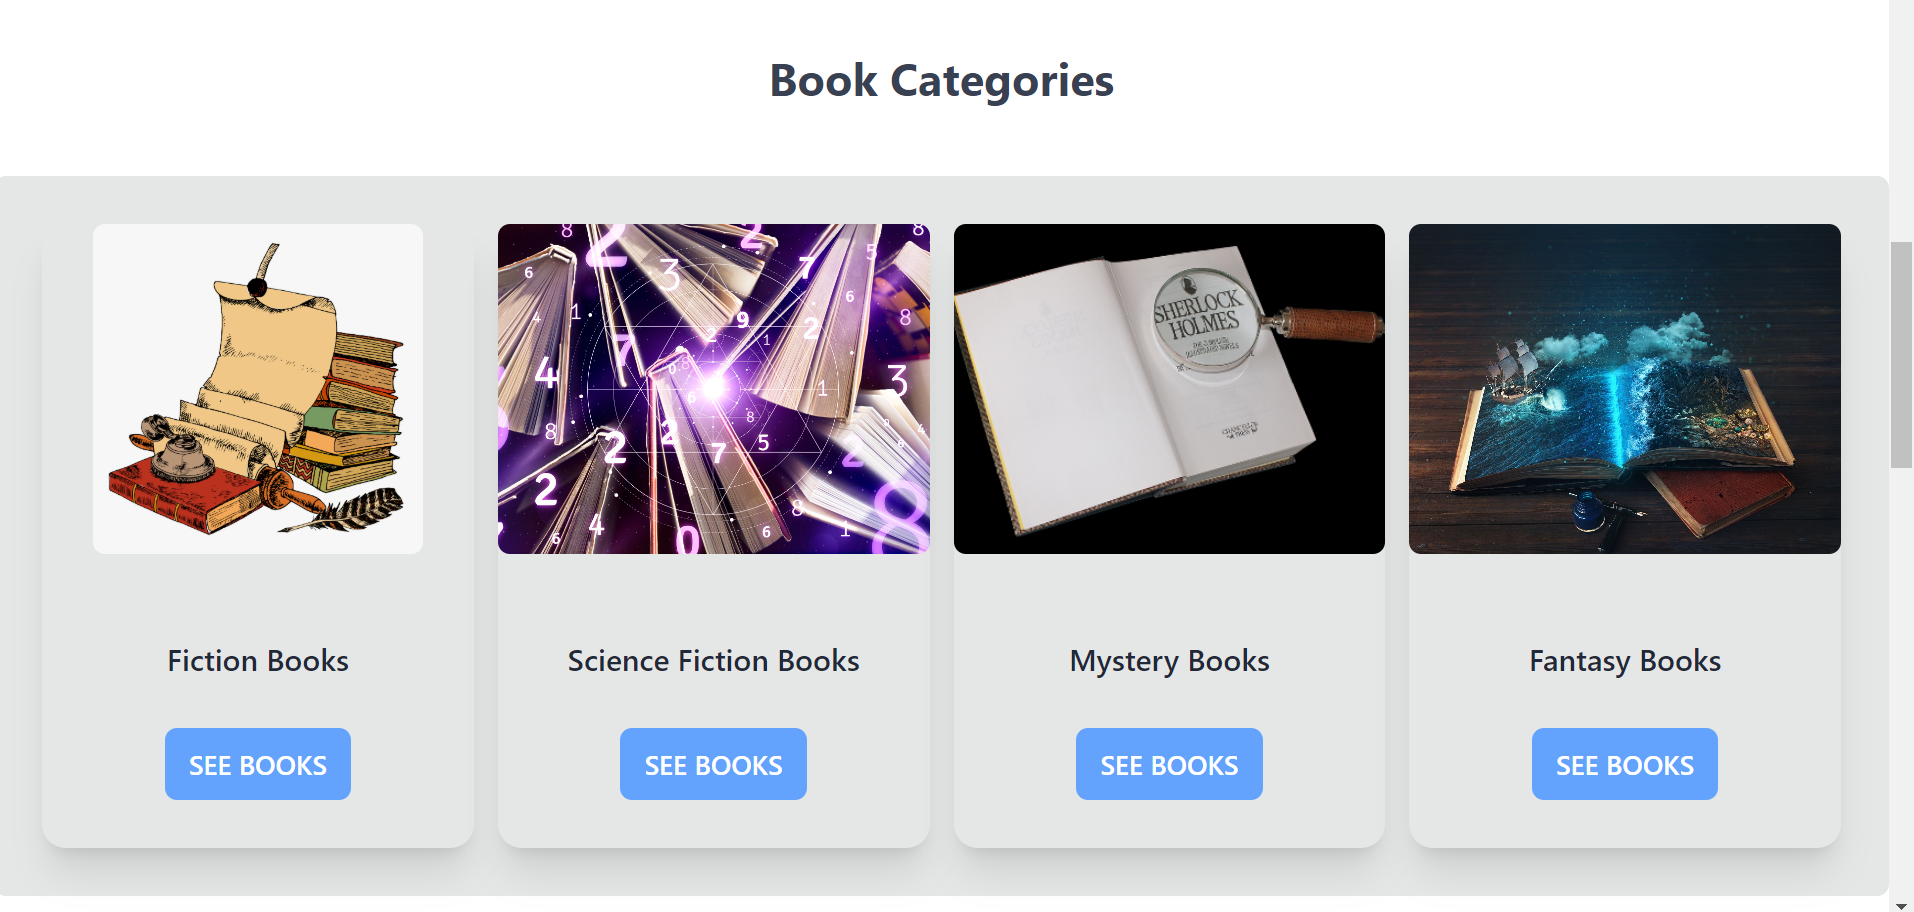 Book Categories
SHERLOCK
HOLMES
Fiction Books
Science Fiction Books
Mystery Books
Fantasy Books
SEE BOOKS
SEE BOOKS
SEE BOOKS
SEE BOOKS